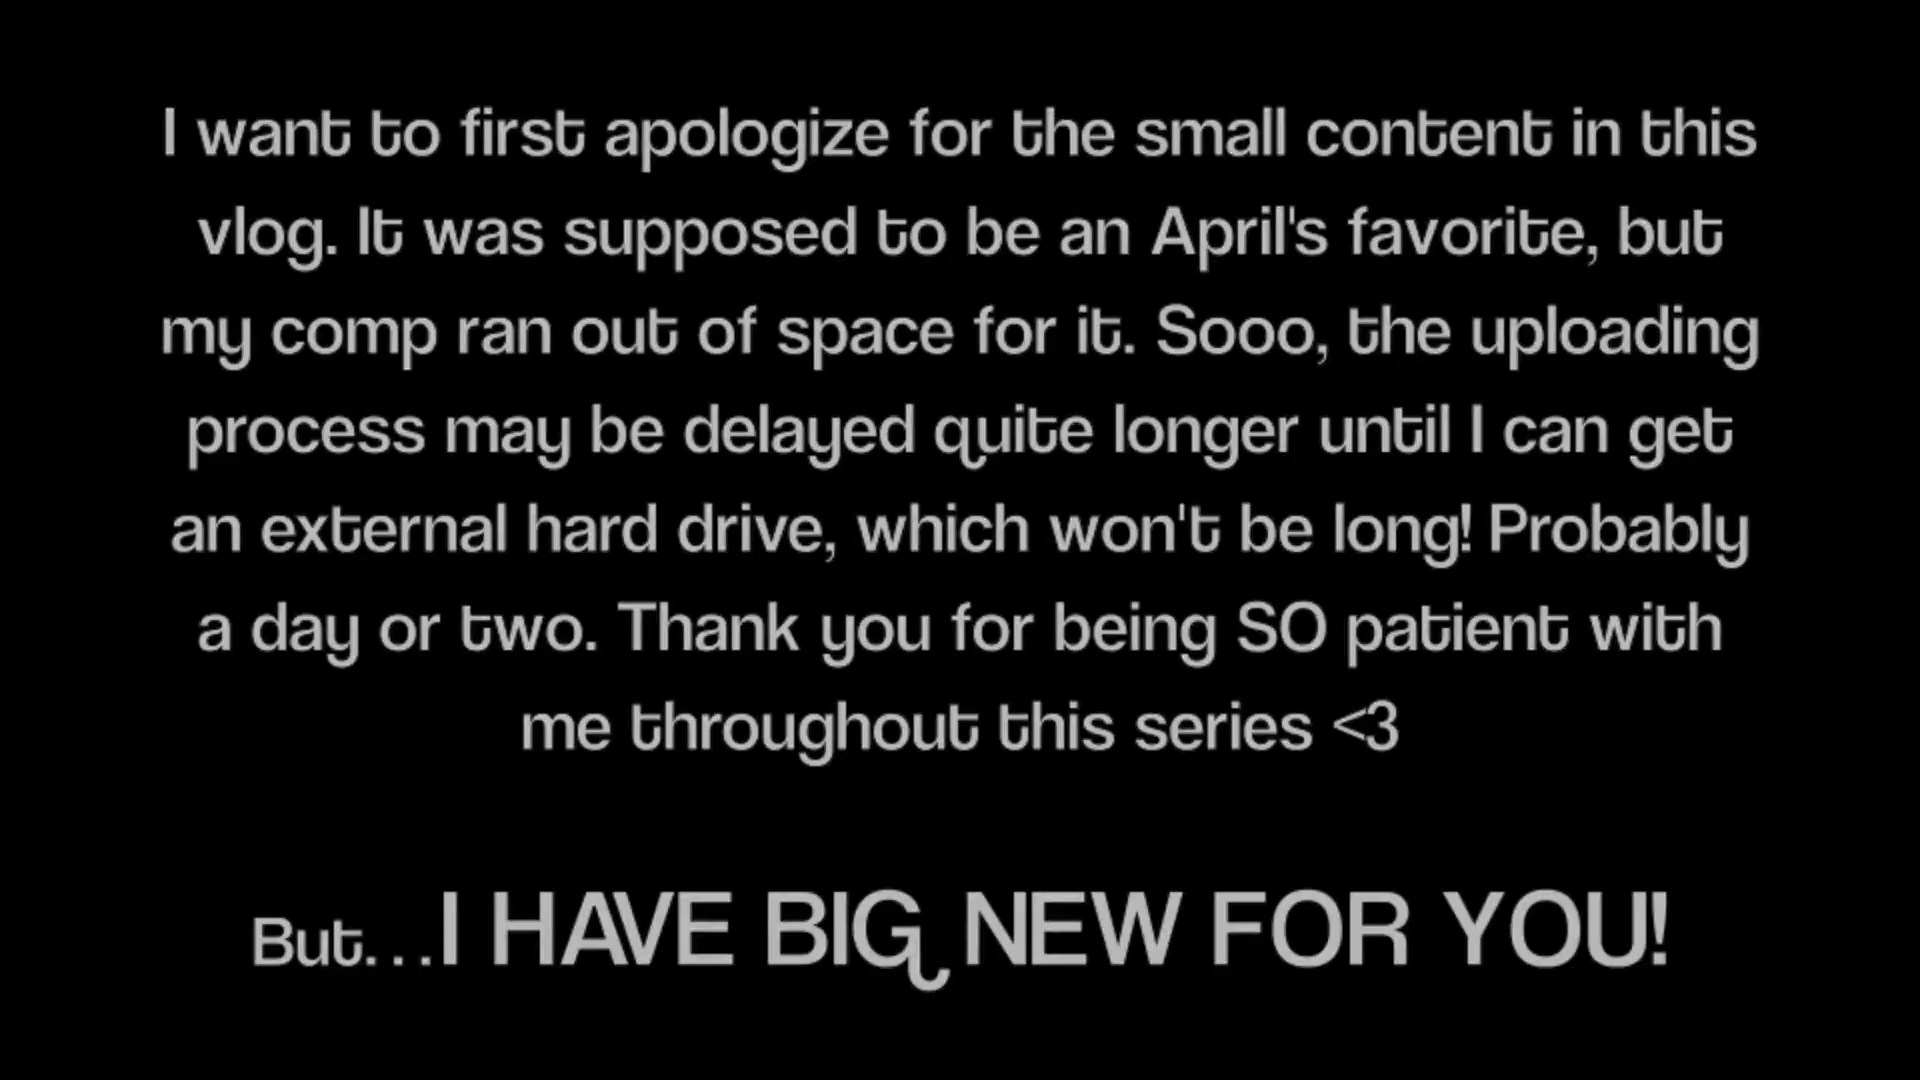 I want to first apologize for the small content in this
vlog. It was supposed to be an April's favorite, but
my comp ran out of space for it. Sooo, the uploading
process may be delayed quite longer until I can get
an external hard drive, which won't be long! Probably
a day or two. Thank you for being SO patient with
me throughout this series <3
But...I HAVE BIG NEW FOR YOU!